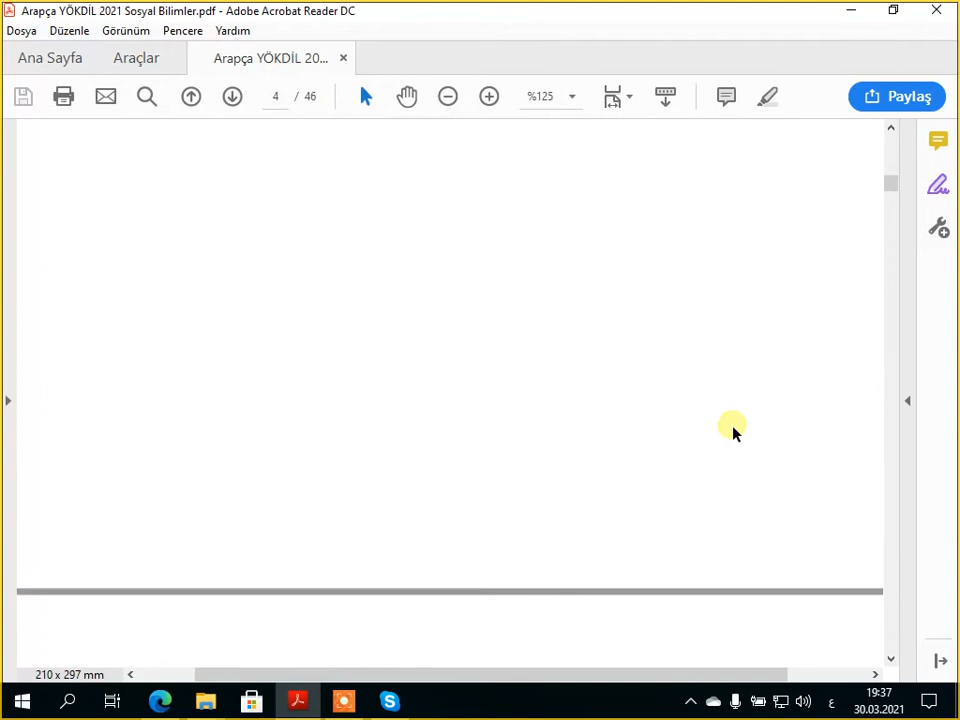 Arapça YÖKDİL 2021 Sosyal Bilimler.pdf - Adobe Acrobat Reader DC
Dosya Düzenle Görünüm Pencere Yardım
Ana Sayfa Araçlar Arapça YÖKDİL 20...
4 / 46 %125 Paylaş
210 x 297 mm
ع 19:37
30.03.2021